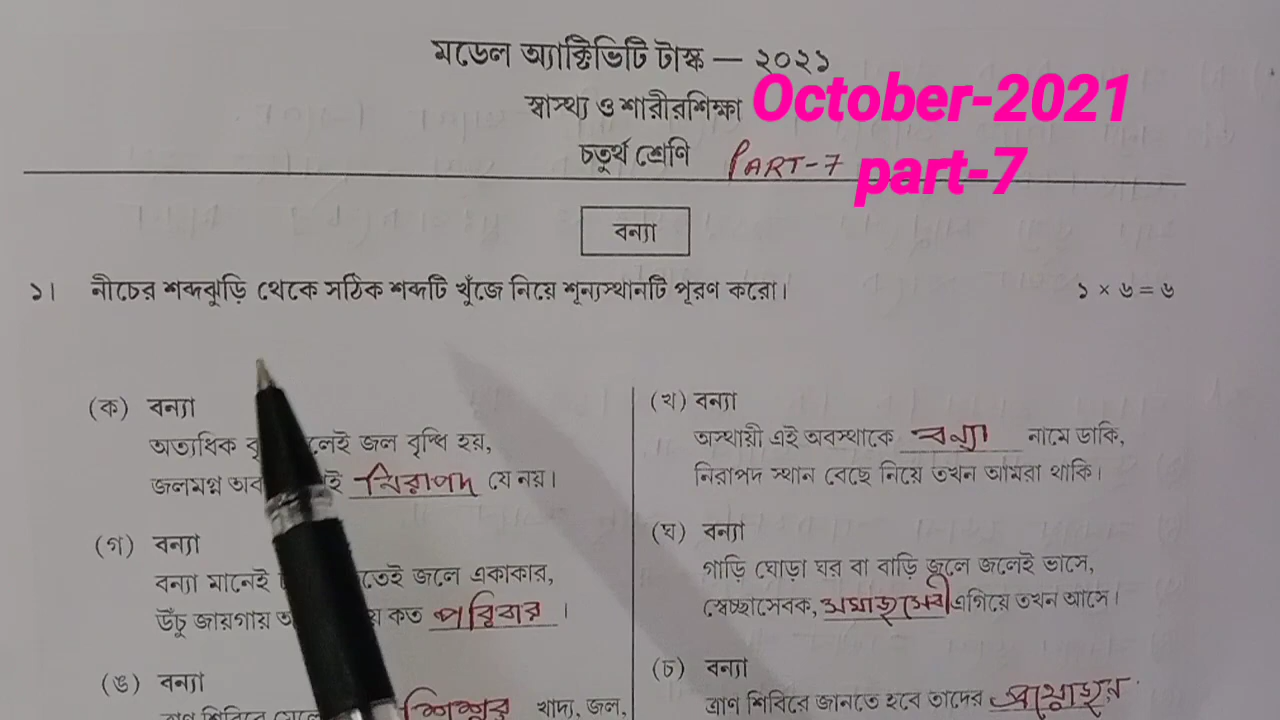 মডেল অ্যাক্টিভিটি টাস্ক — ২০২১
স্বাস্থ্য ও শারীরশিক্ষা October-2021
চতুর্থ শ্রেণি PART-7 part-7
বন্যা
১। নীচের শব্দঝুড়ি থেকে সঠিক শব্দটি খুঁজে নিয়ে শূন্যস্থানটি পূরণ করো। ১ × ৬ = ৬
(ক) বন্যা
অত্যধিক লেই জল বৃদ্ধি হয়,
জলমগ্ন ই নিরাপদ যে নয়।
(খ) বন্যা
অস্থায়ী এই অবস্থাকে বন্যা নামে ডাকি,
নিরাপদ স্থান বেছে নিয়ে তখন আমরা থাকি।
(গ) বন্যা
বন্যা মানেই তেই জলে একাকার,
উঁচু জায়গায় কত পরিবার ।
(ঘ) বন্যা
গাড়ি ঘোড়া ঘর বা বাড়ি জলে জলেই ভাসে,
স্বেচ্ছাসেবক, সমাজসেবী এগিয়ে তখন আসে।
(ঙ) বন্যা
ত্রাণ শিবিরে শিশুর খাদ্য, জল,
(চ) বন্যা
ত্রাণ শিবিরে জানতে হবে তাদের